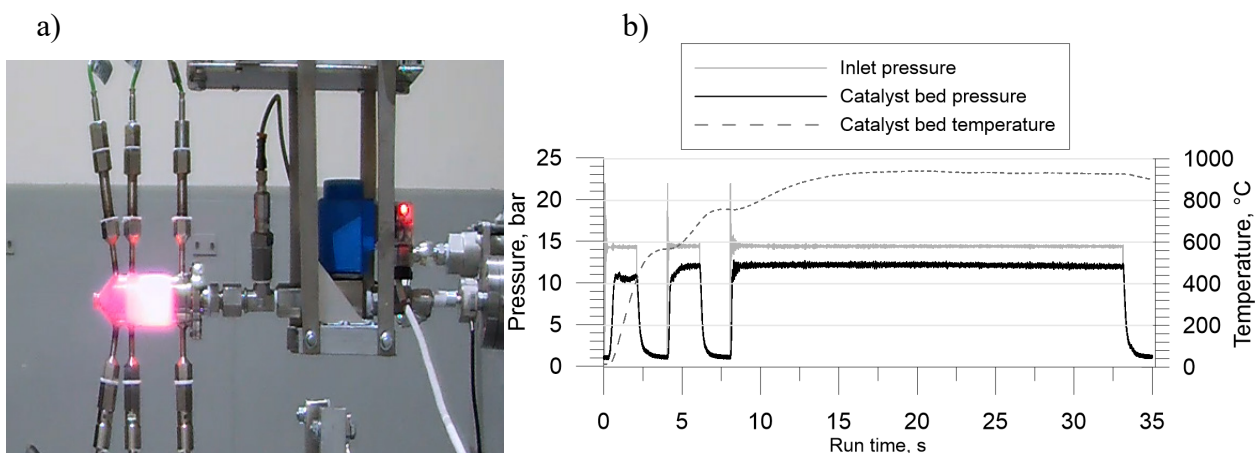 a)
b)
Inlet pressure
Catalyst bed pressure
Catalyst bed temperature
Pressure, bar
25
20
15
10
5
0
1000
800
600
400
200
0
Temperature, °C
0 5 10 15 20 25 30 35
Run time, s